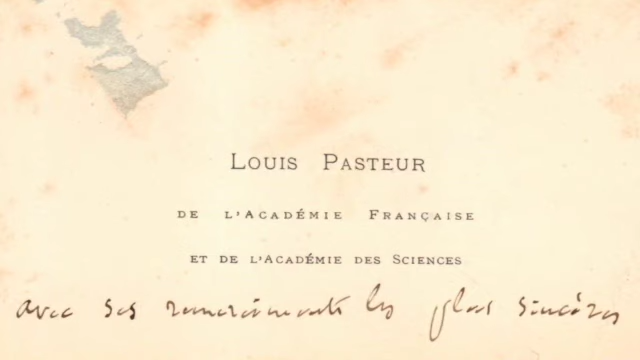 Louis Pasteur
de l'Académie Française
et de l'Académie des Sciences
avec ses remerciements les plus sincères